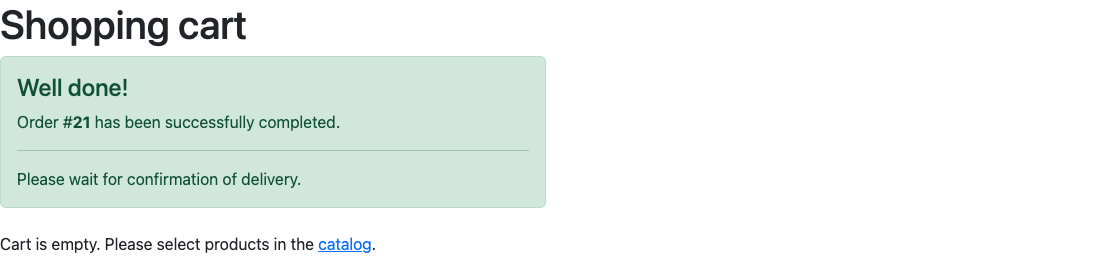 Shopping cart
Well done!
Order #21 has been successfully completed.
Please wait for confirmation of delivery.
Cart is empty. Please select products in the catalog.